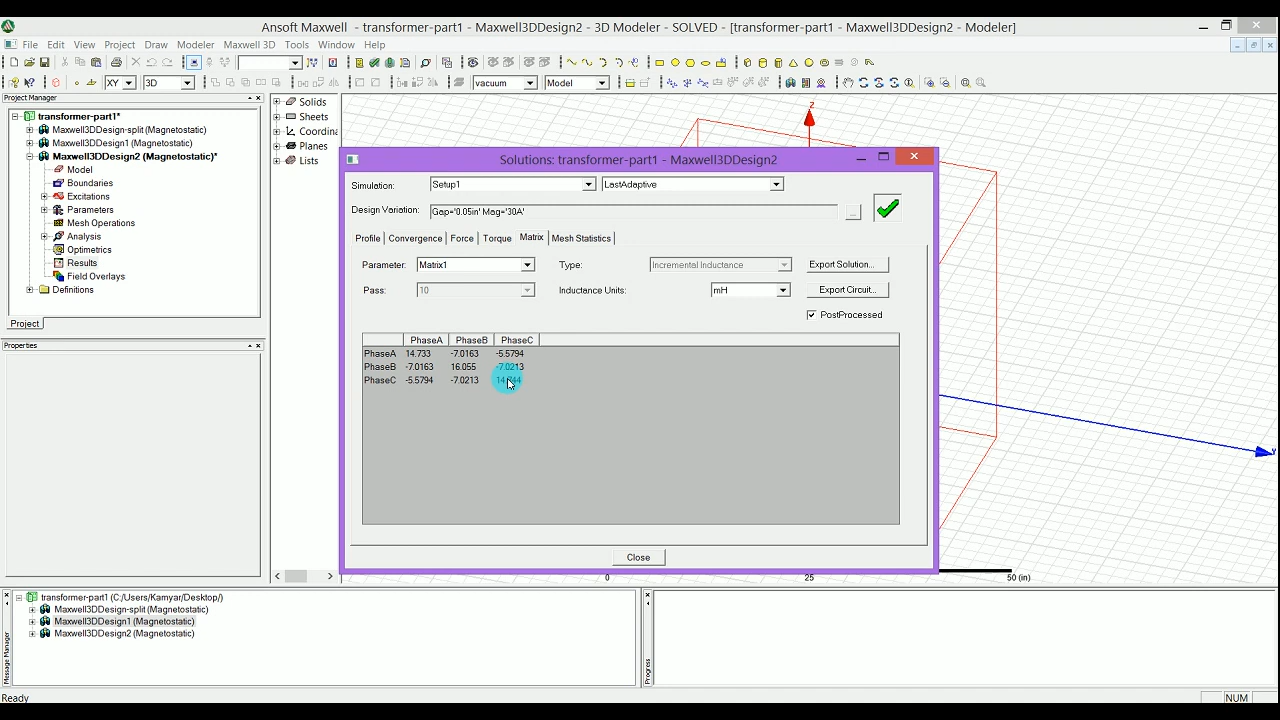 Ansoft Maxwell - transformer-part1 - Maxwell3DDesign2 - 3D Modeler - SOLVED - [transformer-part1 - Maxwell3DDesign2 - Modeler]
File Edit View Project Draw Modeler Maxwell 3D Tools Window Help
XY 3D vacuum Model
Project Manager
transformer-part1*
Maxwell3DDesign-split (Magnetostatic)
Maxwell3DDesign1 (Magnetostatic)
Maxwell3DDesign2 (Magnetostatic)*
Model
Boundaries
Excitations
Parameters
Mesh Operations
Analysis
Optimetrics
Results
Field Overlays
Definitions
Project
Properties
Solids
Sheets
Coordina
Planes
Lists
Z
Solutions: transformer-part1 - Maxwell3DDesign2
Simulation: Setup1 LastAdaptive
Design Variation: Gap='0.05in' Mag='30A' ...
Profile Convergence Force Torque Matrix Mesh Statistics
Parameter: Matrix1 Type: Incremental Inductance Export Solution...
Pass: 10 Inductance Units: mH Export Circuit...
PostProcessed
PhaseA PhaseB PhaseC
PhaseA 14.733 -7.0163 -5.5794
PhaseB -7.0163 16.055 -7.0213
PhaseC -5.5794 -7.0213
Close
0 25 50 (in)
Message Manager
transformer-part1 (C:/Users/Kamyar/Desktop/)
Maxwell3DDesign-split (Magnetostatic)
Maxwell3DDesign1 (Magnetostatic)
Maxwell3DDesign2 (Magnetostatic)
Progress
Ready NUM